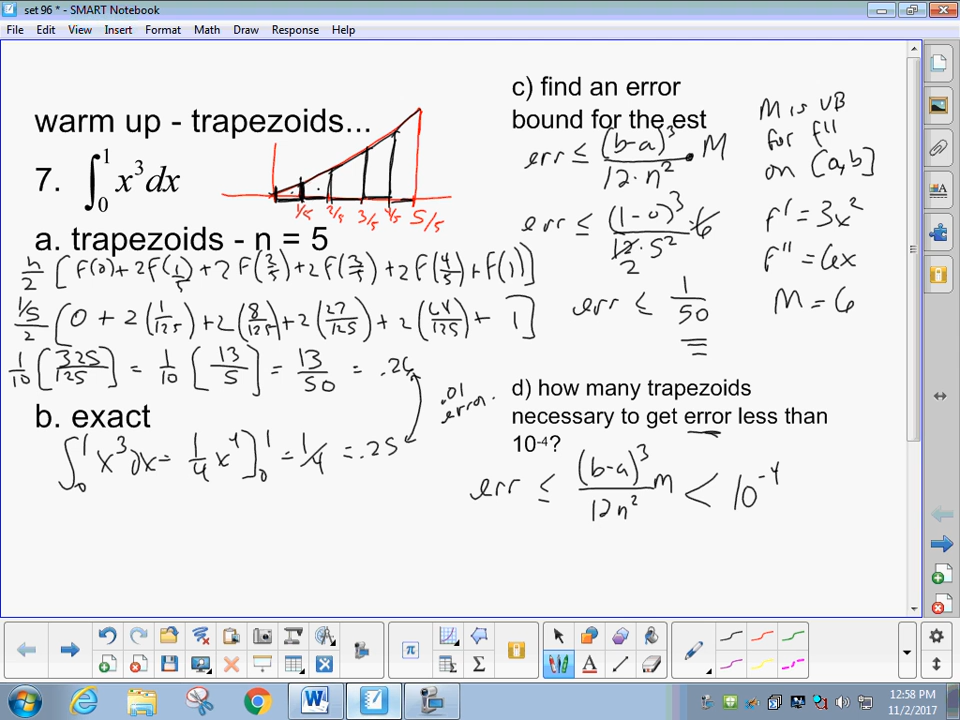 set 96 * - SMART Notebook
File Edit View Insert Format Math Draw Response Help
warm up - trapezoids...
7. ∫₀¹ x³dx
1/5 2/5 3/5 4/5 5/5
a. trapezoids - n = 5
h/2 [f(0) + 2f(1/5) + 2f(2/5) + 2f(3/5) + 2f(4/5) + f(1)]
(1/5)/2 [0 + 2(1/125) + 2(8/125) + 2(27/125) + 2(64/125) + 1]
1/10 [325/125] = 1/10 [13/5] = 13/50 = .26
b. exact
∫₀¹ x³dx = 1/4 x⁴]₀¹ = 1/4 = .25
.01
error.
c) find an error
bound for the est
err ≤ (b-a)³/(12·n²) · M
err ≤ (1-0)³/(12·5²) · 6
2
err ≤ 1/50
M is UB
for f''
on [a,b]
f' = 3x²
f'' = 6x
M = 6
d) how many trapezoids
necessary to get error less than
10⁻⁴?
err ≤ (b-a)³/(12n²) M < 10⁻⁴
12:58 PM
11/2/2017